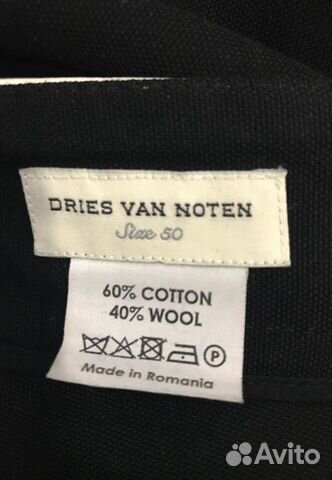 DRIES VAN NOTEN
Size 50
60% COTTON
40% WOOL
P
Made in Romania
Avito